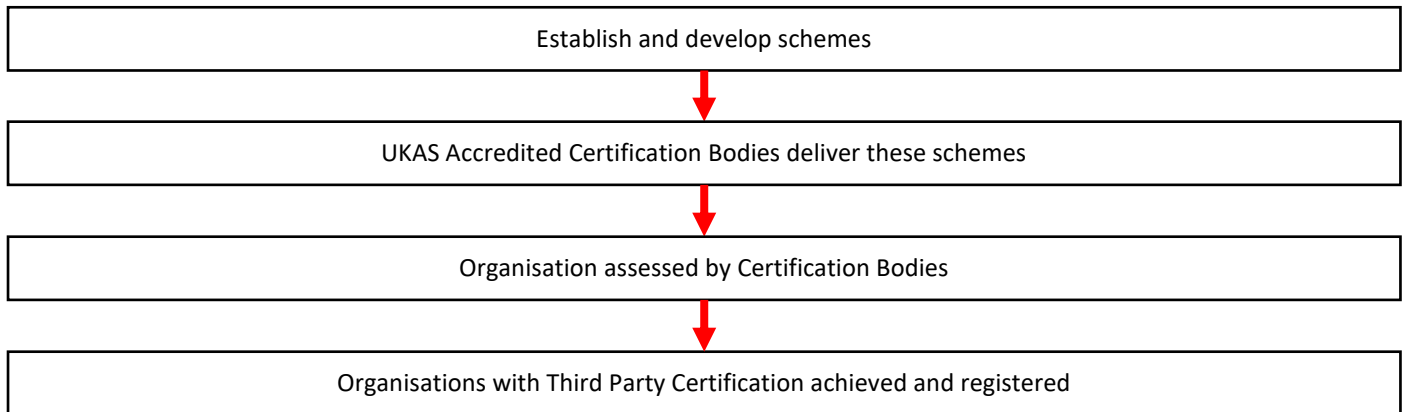 Establish and develop schemes
UKAS Accredited Certification Bodies deliver these schemes
Organisation assessed by Certification Bodies
Organisations with Third Party Certification achieved and registered